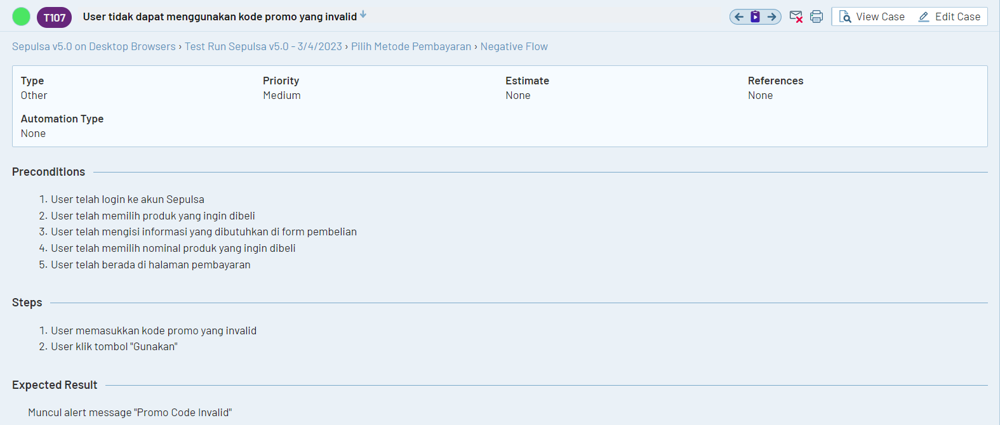 T107 User tidak dapat menggunakan kode promo yang invalid View Case Edit Case
Sepulsa v5.0 on Desktop Browsers › Test Run Sepulsa v5.0 - 3/4/2023 › Pilih Metode Pembayaran › Negative Flow
Type Priority Estimate References
Other Medium None None
Automation Type
None
Preconditions
1. User telah login ke akun Sepulsa
2. User telah memilih produk yang ingin dibeli
3. User telah mengisi informasi yang dibutuhkan di form pembelian
4. User telah memilih nominal produk yang ingin dibeli
5. User telah berada di halaman pembayaran
Steps
1. User memasukkan kode promo yang invalid
2. User klik tombol "Gunakan"
Expected Result
Muncul alert message "Promo Code Invalid"